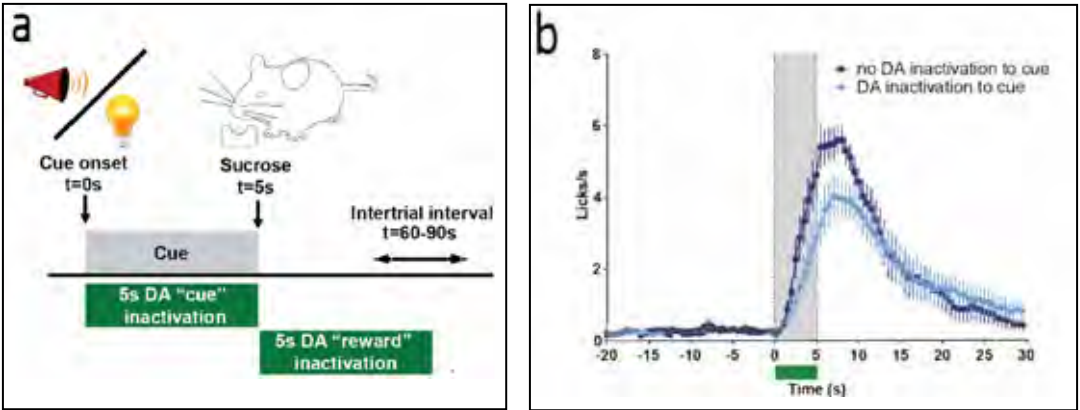 a
Cue onset
t=0s
Sucrose
t=5s
Intertrial interval
t=60-90s
Cue
5s DA “cue”
inactivation
5s DA “reward”
inactivation
b
Licks/s
8
6
4
2
0
no DA inactivation to cue
DA inactivation to cue
-20 -15 -10 -5 0 5 10 15 20 25 30
Time (s)